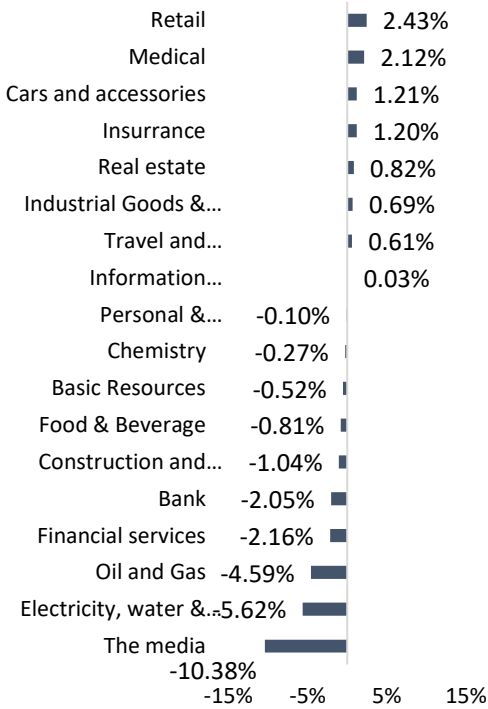 Retail 2.43%
Medical 2.12%
Cars and accessories 1.21%
Insurrance 1.20%
Real estate 0.82%
Industrial Goods &... 0.69%
Travel and... 0.61%
Information... 0.03%
Personal &... -0.10%
Chemistry -0.27%
Basic Resources -0.52%
Food & Beverage -0.81%
Construction and... -1.04%
Bank -2.05%
Financial services -2.16%
Oil and Gas -4.59%
Electricity, water &... -5.62%
The media
-10.38%
-15% -5% 5% 15%